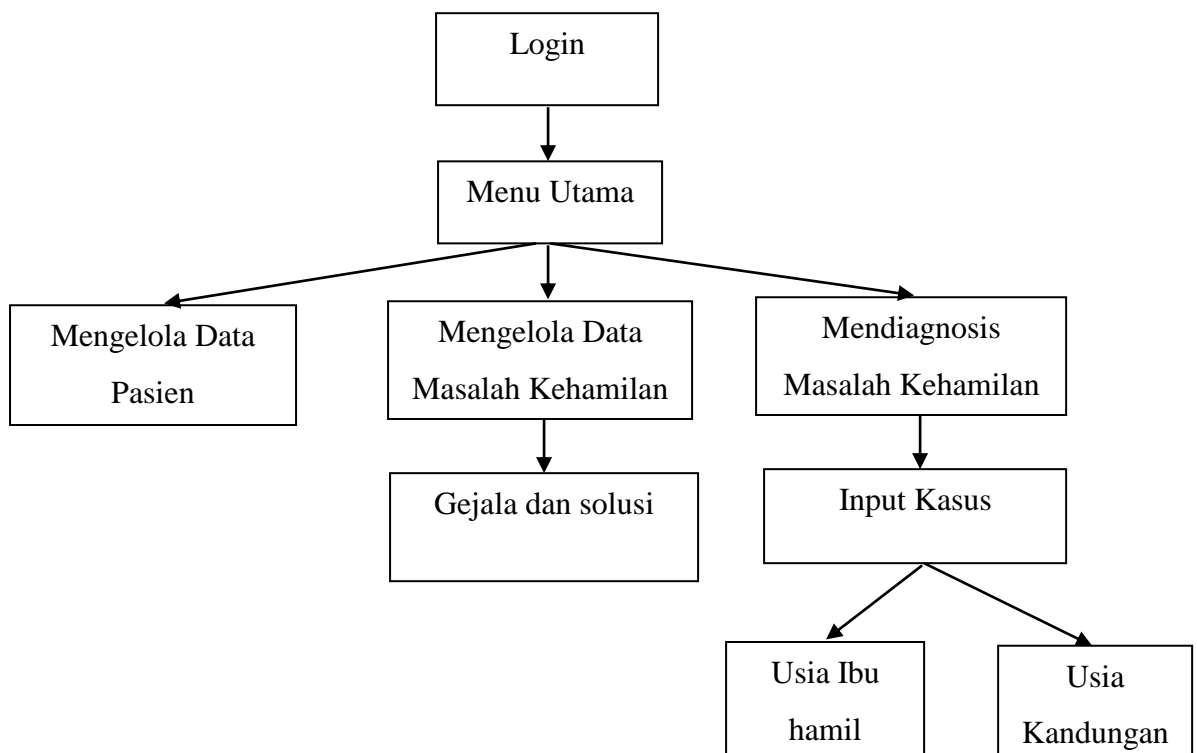 Login
Menu Utama
Mengelola Data
Pasien
Mengelola Data
Masalah Kehamilan
Mendiagnosis
Masalah Kehamilan
Gejala dan solusi
Input Kasus
Usia Ibu
hamil
Usia
Kandungan